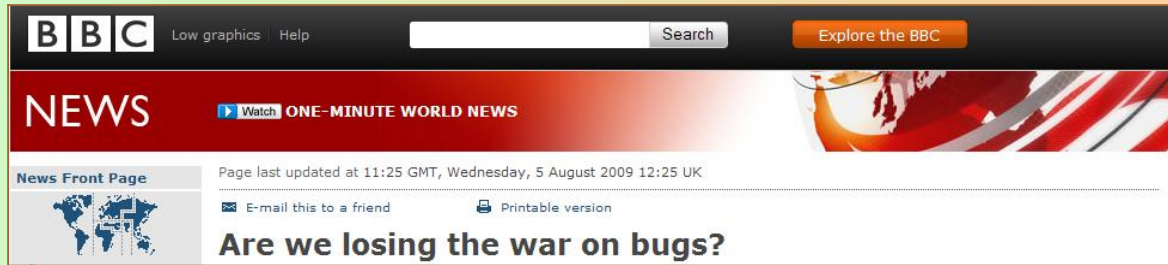 BBC Low graphics Help Search Explore the BBC
NEWS Watch ONE-MINUTE WORLD NEWS
News Front Page
Page last updated at 11:25 GMT, Wednesday, 5 August 2009 12:25 UK
E-mail this to a friend Printable version
Are we losing the war on bugs?